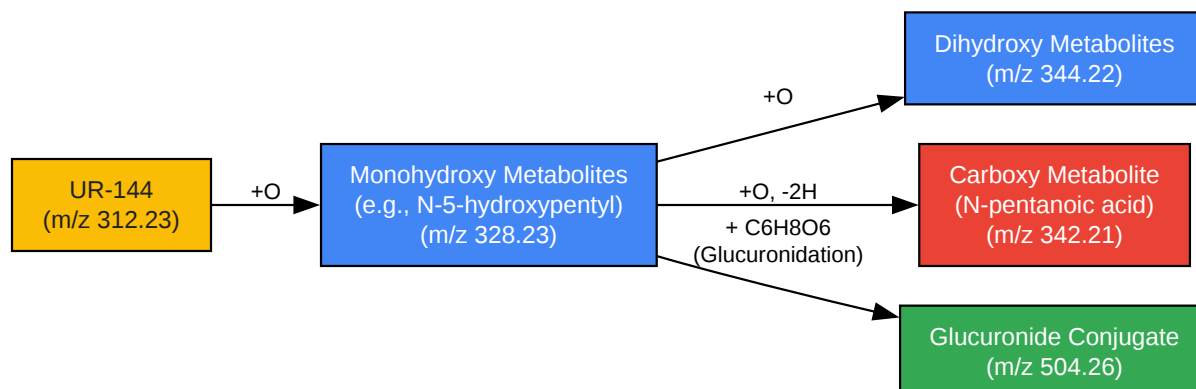 UR-144
(m/z 312.23)
+O
Monohydroxy Metabolites
(e.g., N-5-hydroxypentyl)
(m/z 328.23)
+O
Dihydroxy Metabolites
(m/z 344.22)
+O, -2H
Carboxy Metabolite
(N-pentanoic acid)
(m/z 342.21)
+ C6H8O6
(Glucuronidation)
Glucuronide Conjugate
(m/z 504.26)